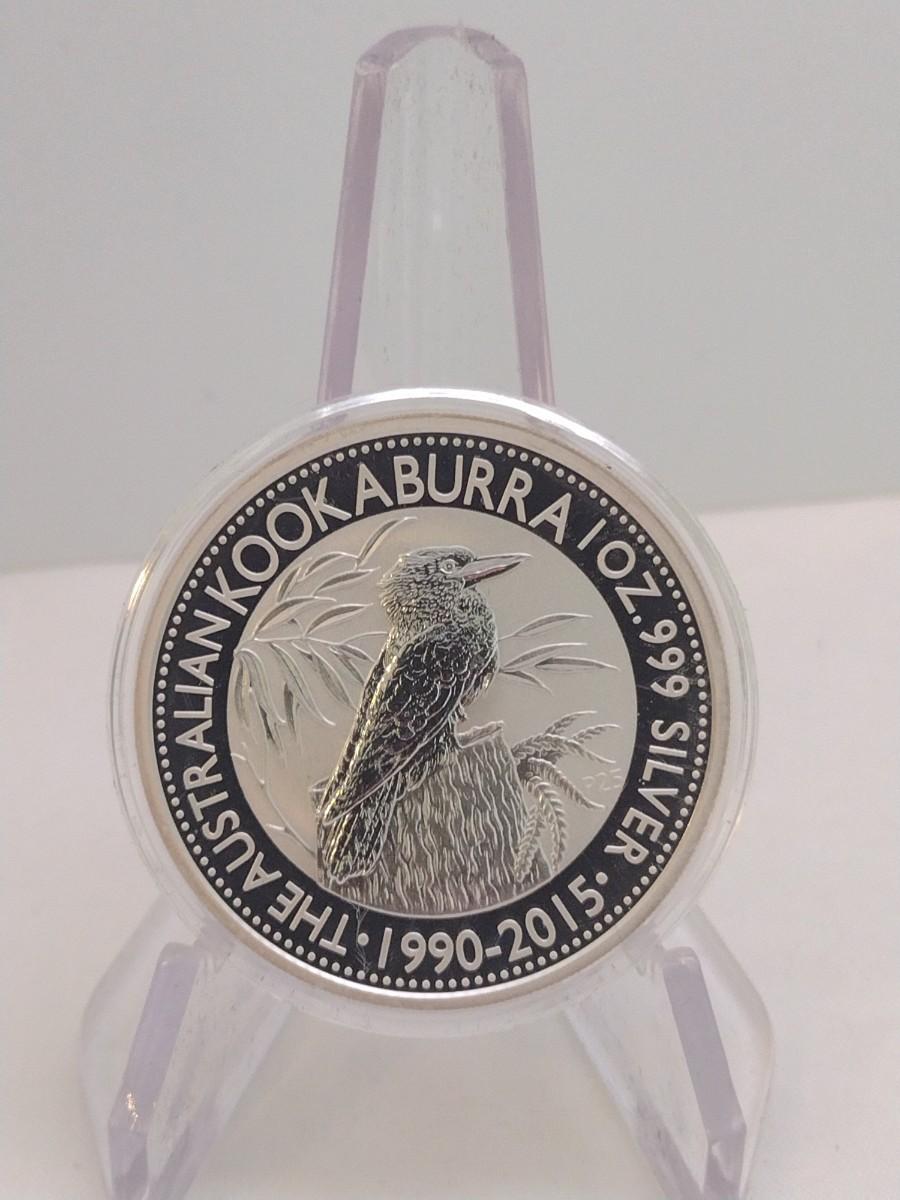 THE AUSTRALIAN KOOKABURRA 1 OZ. 999 SILVER
• 1990-2015 •
P25